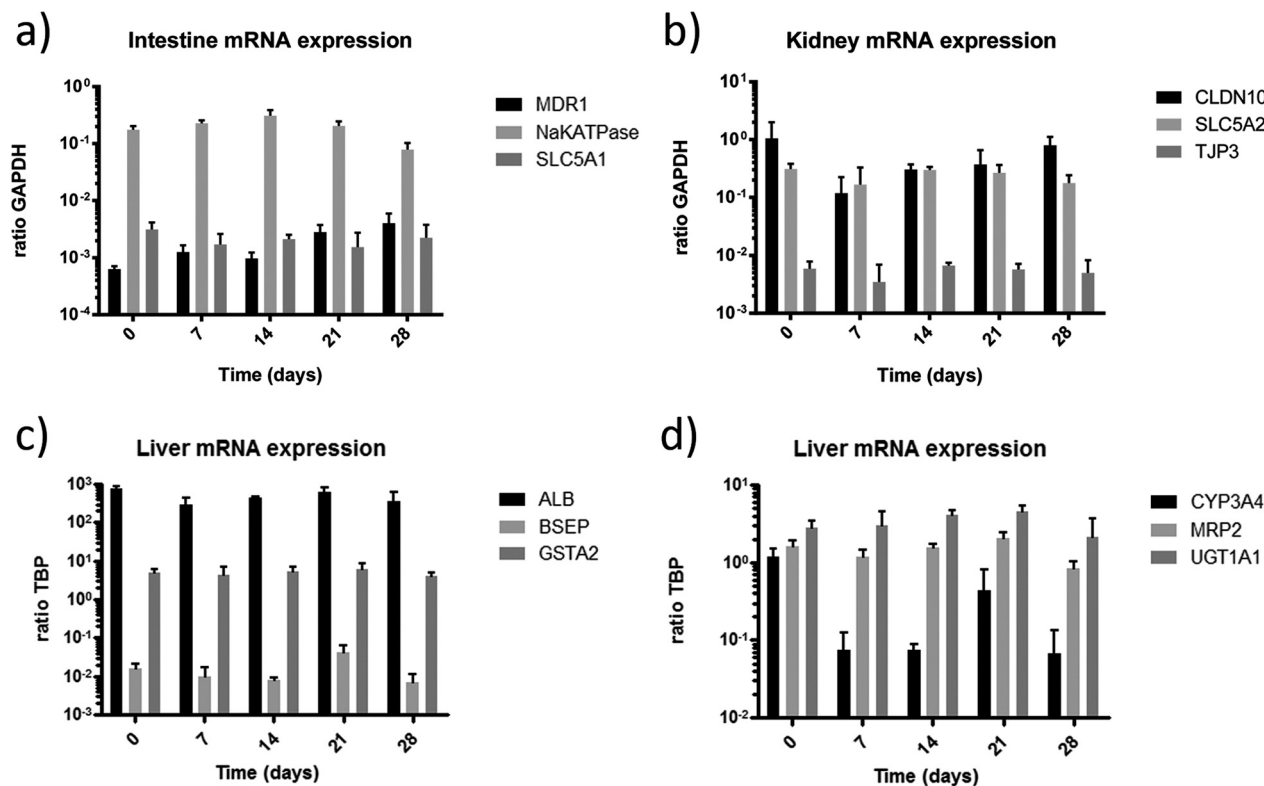 a)
Intestine mRNA expression
ratio GAPDH
10^0
10^-1
10^-2
10^-3
10^-4
0
7
14
21
28
Time (days)
MDR1
NaKATPase
SLC5A1
b)
Kidney mRNA expression
ratio GAPDH
10^1
10^0
10^-1
10^-2
10^-3
0
7
14
21
28
Time (days)
CLDN10
SLC5A2
TJP3
c)
Liver mRNA expression
ratio TBP
10^3
10^2
10^1
10^0
10^-1
10^-2
10^-3
0
7
14
21
28
Time (days)
ALB
BSEP
GSTA2
d)
Liver mRNA expression
ratio TBP
10^1
10^0
10^-1
10^-2
0
7
14
21
28
Time (days)
CYP3A4
MRP2
UGT1A1